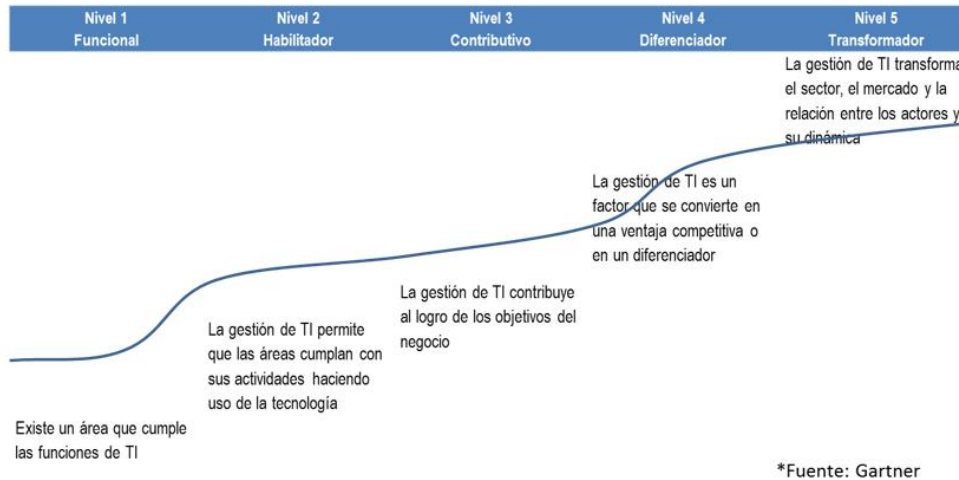 Nivel 1
Funcional
Nivel 2
Habilitador
Nivel 3
Contributivo
Nivel 4
Diferenciador
Nivel 5
Transformador
Existe un área que cumple
las funciones de TI
La gestión de TI permite
que las áreas cumplan con
sus actividades haciendo
uso de la tecnología
La gestión de TI contribuye
al logro de los objetivos del
negocio
La gestión de TI es un
factor que se convierte en
una ventaja competitiva o
en un diferenciador
La gestión de TI transforma
el sector, el mercado y la
relación entre los actores y
su dinámica
*Fuente: Gartner